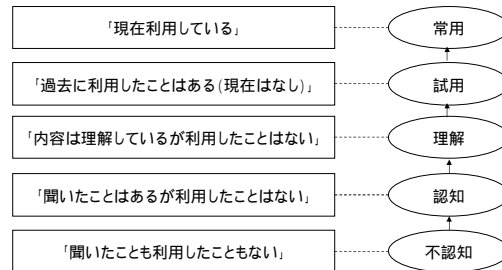 「現在利用している」
常用
「過去に利用したことはある(現在はなし)」
試用
「内容は理解しているが利用したことはない」
理解
「聞いたことはあるが利用したことはない」
認知
「聞いたことも利用したこともない」
不認知